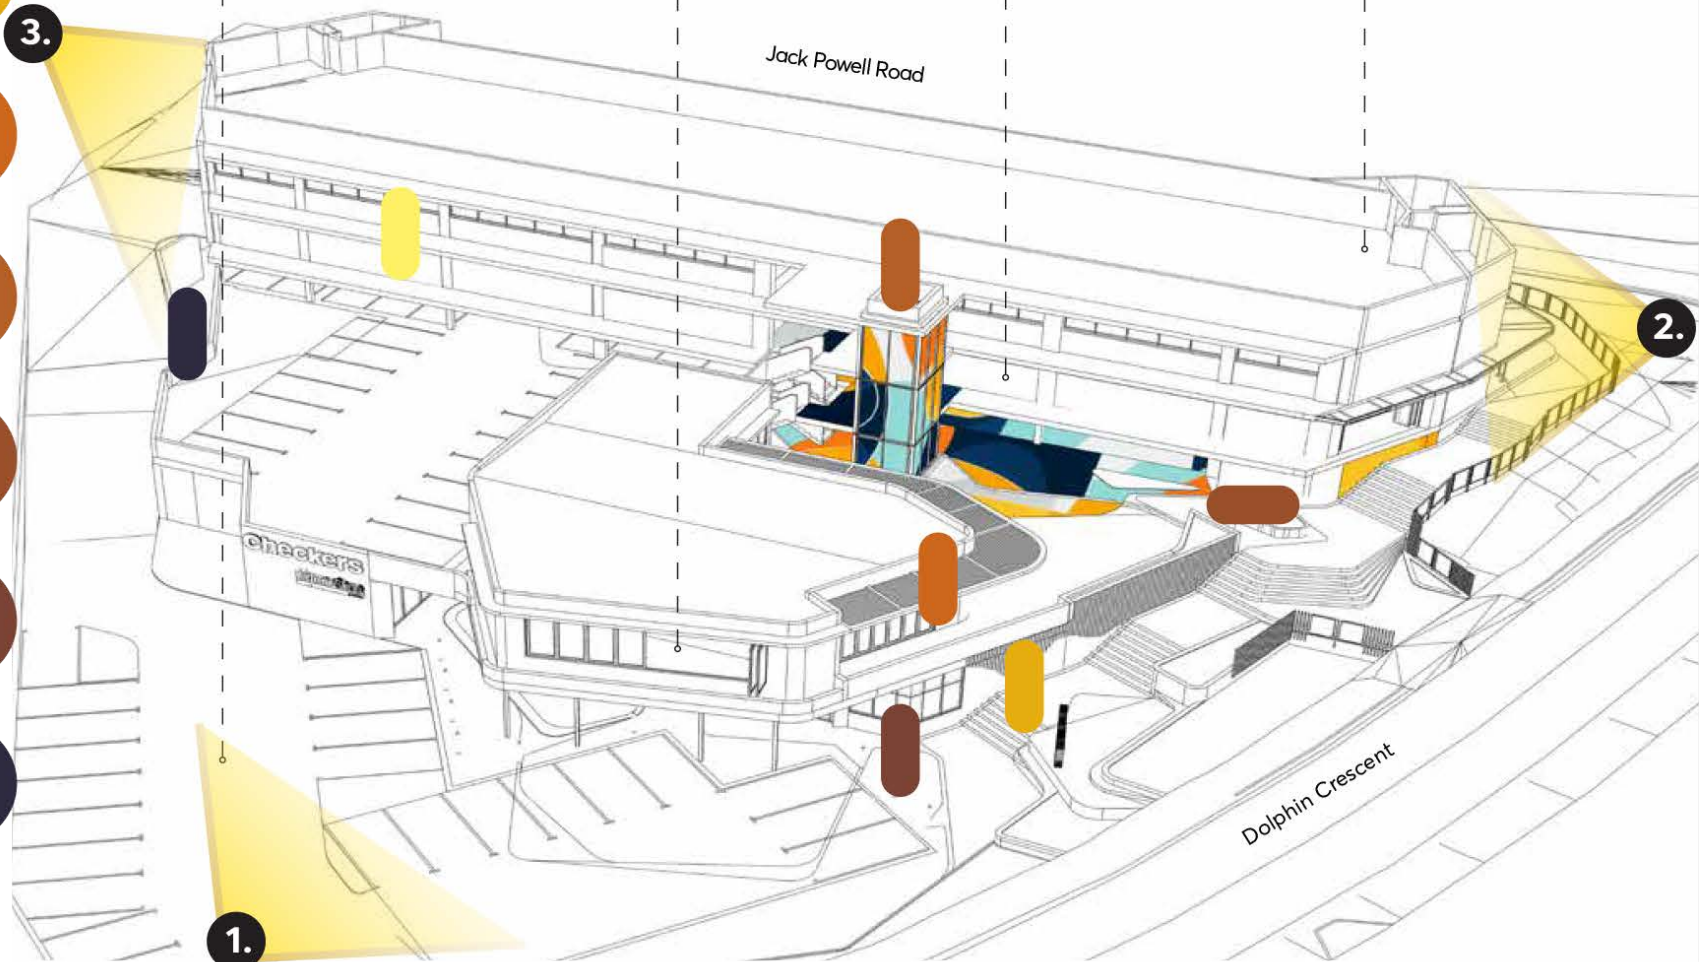 3.
Jack Powell Road
2.
Checkers
Dolphin Crescent
1.